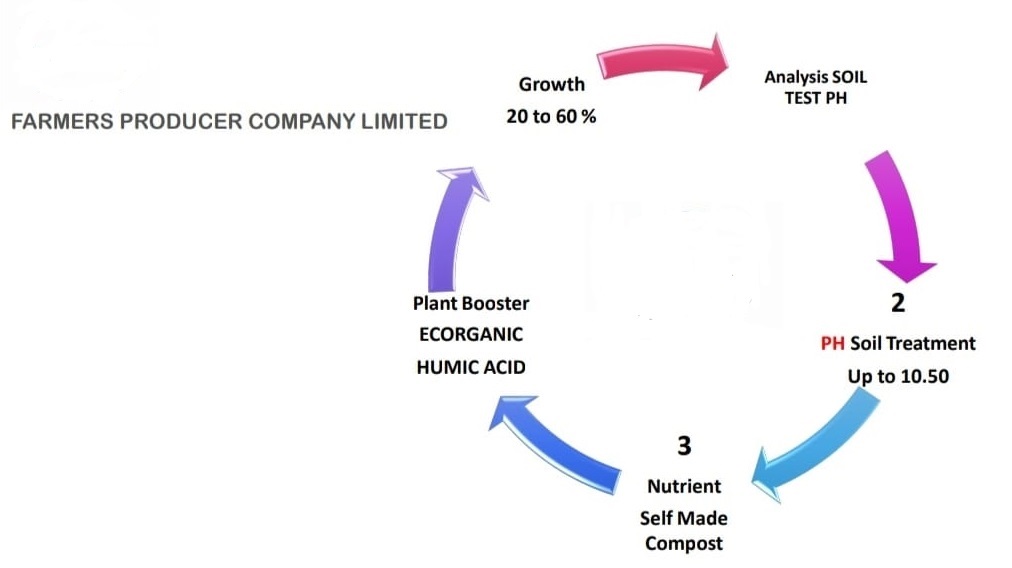 FARMERS PRODUCER COMPANY LIMITED
Growth
20 to 60 %
Analysis SOIL
TEST PH
2
PH Soil Treatment
Up to 10.50
3
Nutrient
Self Made
Compost
Plant Booster
ECORGANIC
HUMIC ACID